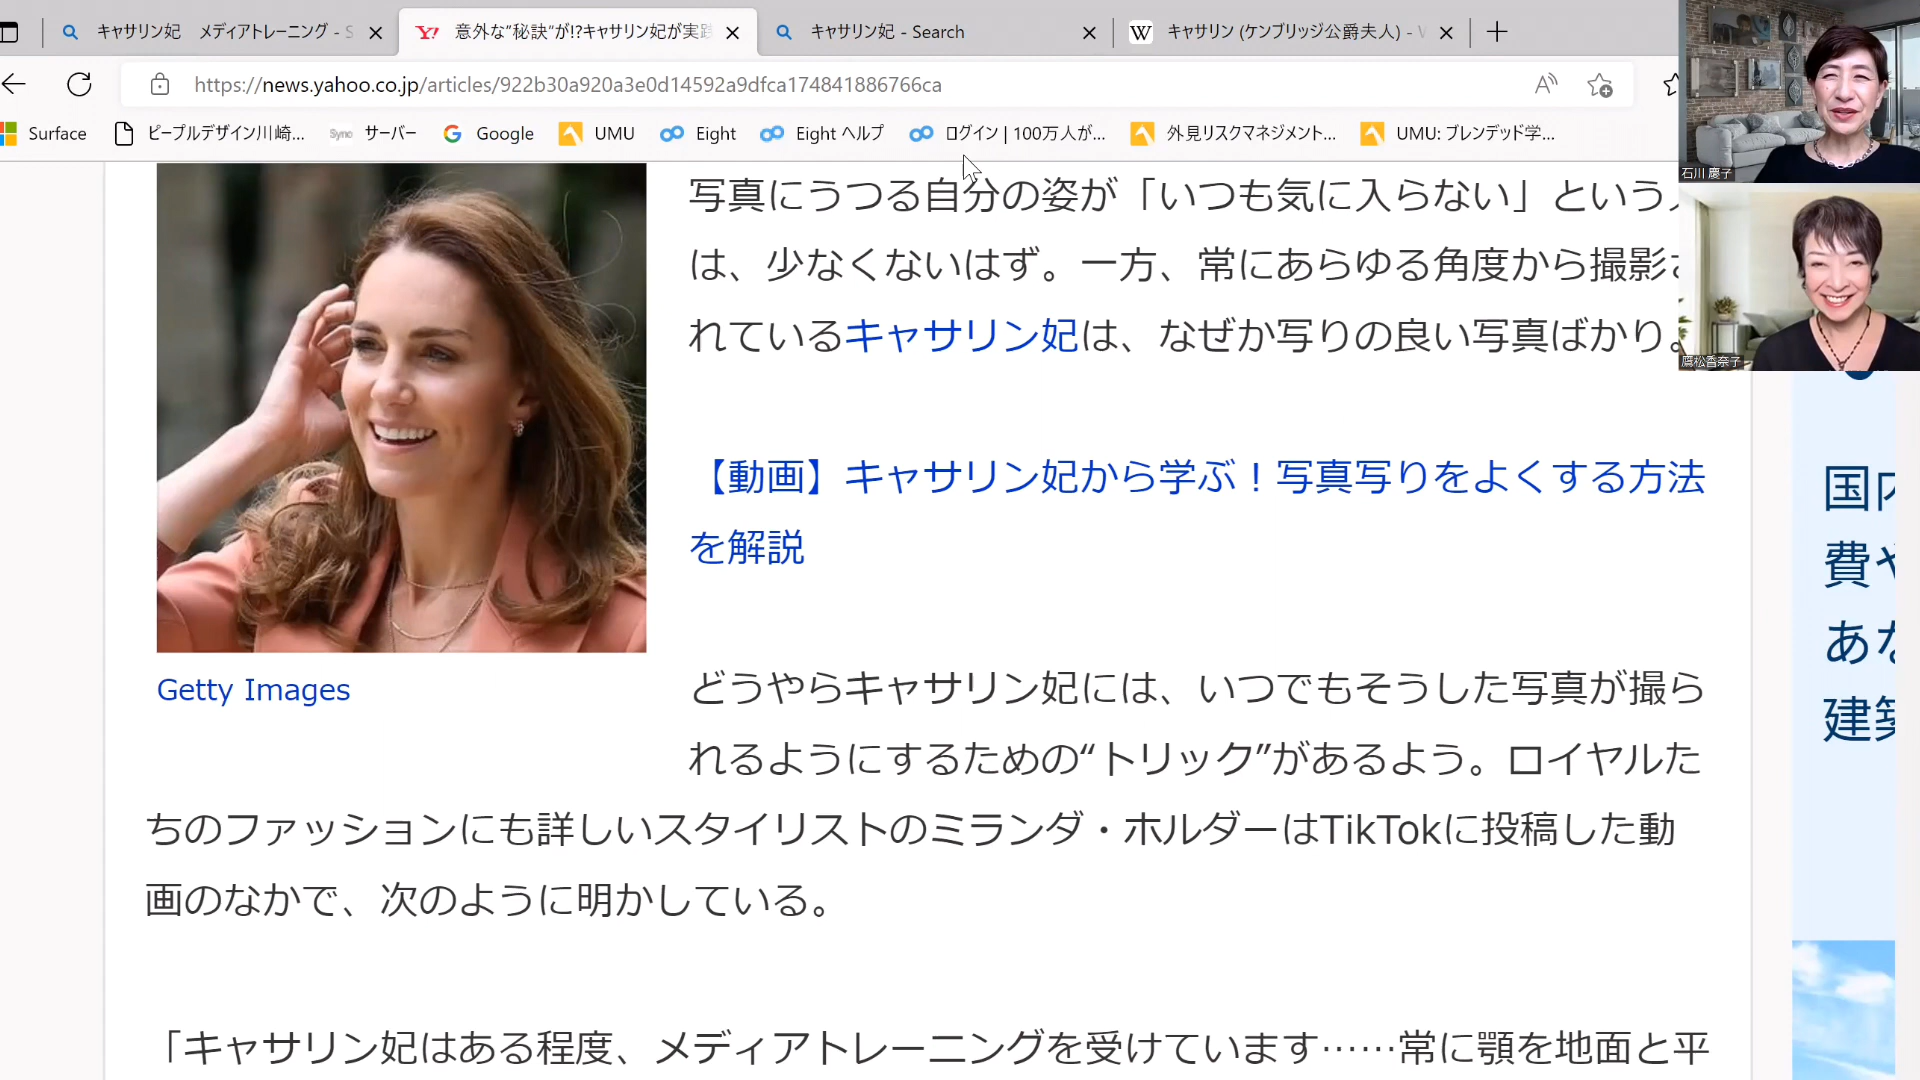 キャサリン妃　メディアトレーニング - S
意外な"秘訣"が!?キャサリン妃が実践
キャサリン妃 - Search
キャサリン (ケンブリッジ公爵夫人) - W
https://news.yahoo.co.jp/articles/922b30a920a3e0d14592a9dfca174841886766ca
Surface
ピープルデザイン川崎...
Sync サーバー
Google
UMU
Eight
Eight ヘルプ
ログイン | 100万人が...
外見リスクマネジメント...
UMU: ブレンデッド学...
石川 慶子
鷹松香奈子
写真にうつる自分の姿が「いつも気に入らない」という
は、少なくないはず。一方、常にあらゆる角度から撮影さ
れているキャサリン妃は、なぜか写りの良い写真ばかり。
【動画】キャサリン妃から学ぶ！写真写りをよくする方法
を解説
Getty Images
どうやらキャサリン妃には、いつでもそうした写真が撮ら
れるようにするための“トリック”があるよう。ロイヤルた
ちのファッションにも詳しいスタイリストのミランダ・ホルダーはTikTokに投稿した動
画のなかで、次のように明かしている。
「キャサリン妃はある程度、メディアトレーニングを受けています……常に顎を地面と平
国内
費や
あな
建築